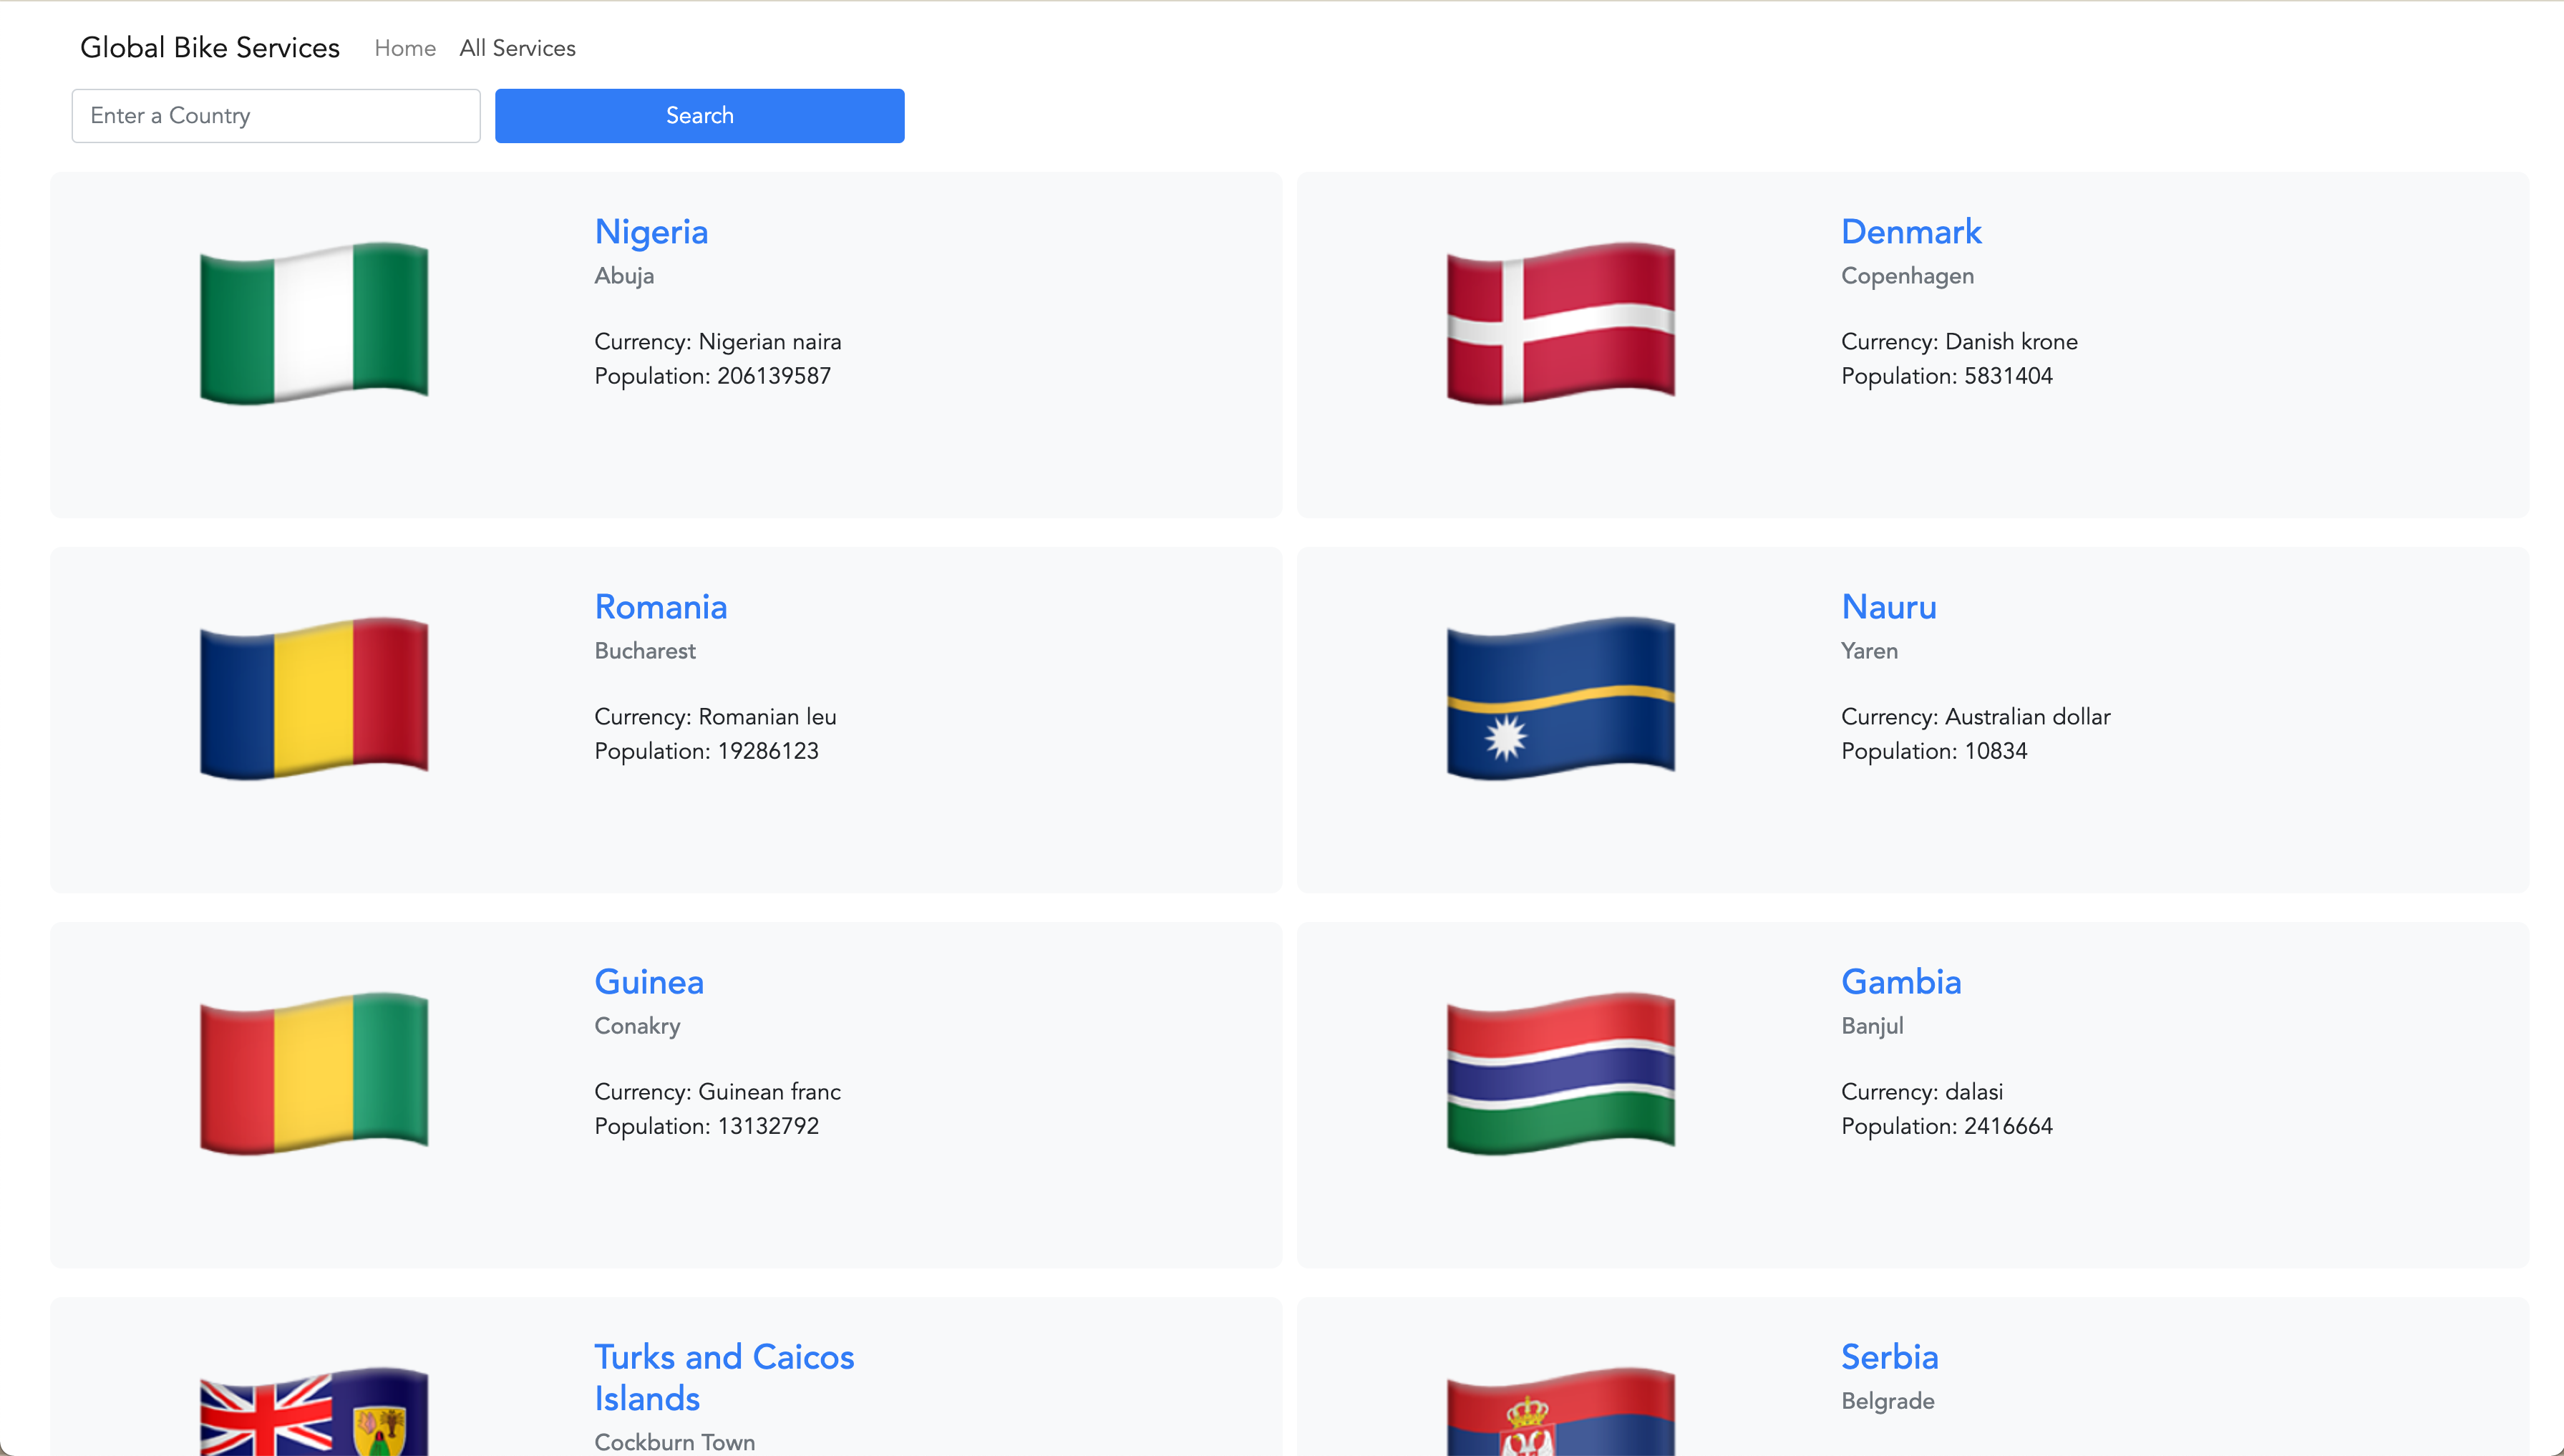 Global Bike Services Home All Services
Enter a Country Search
Nigeria
Abuja
Currency: Nigerian naira
Population: 206139587
Denmark
Copenhagen
Currency: Danish krone
Population: 5831404
Romania
Bucharest
Currency: Romanian leu
Population: 19286123
Nauru
Yaren
Currency: Australian dollar
Population: 10834
Guinea
Conakry
Currency: Guinean franc
Population: 13132792
Gambia
Banjul
Currency: dalasi
Population: 2416664
Turks and Caicos
Islands
Cockburn Town
Serbia
Belgrade